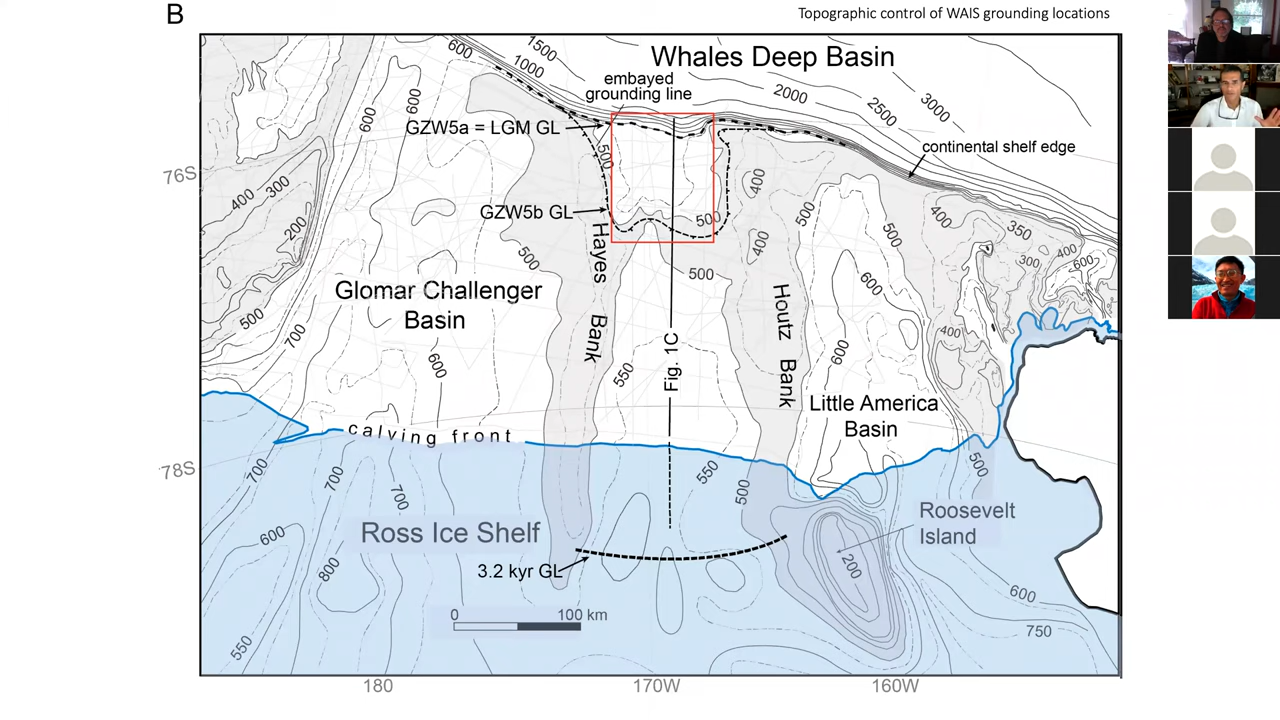 B
Topographic control of WAIS grounding locations
Whales Deep Basin
600
1500
1000
2000
2500
3000
embayed
grounding line
GZW5a = LGM GL
continental shelf edge
600
600
76S
400
300
200
500
400
500
GZW5b GL
500
400
500
500
400
350
300
400
600
Hayes Bank
500
500
600
Glomar Challenger
Basin
Houtz Bank
500
700
400
600
600
Fig. 1C
550
Little America
Basin
calving front
78S
700
700
700
550
500
500
Ross Ice Shelf
Roosevelt
Island
600
800
3.2 kyr GL
200
600
750
0 100 km
550
180 170W 160W